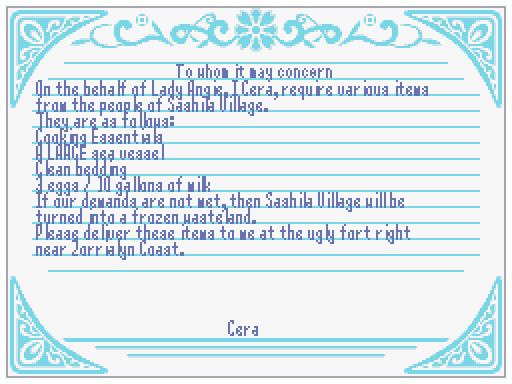 To whom it may concern
On the behalf of Lady Angie, I Cera, require various items
from the people of Sashila Village.
They are as follows:
Cooking Essentials
A LARGE sea vessel
Clean bedding
3 eggs / 10 gallons of milk
If our demands are not met, then Sashila Village will be
turned into a frozen wasteland.
Please deliver these items to me at the ugly fort right
near Zorrialyn Coast.
Cera